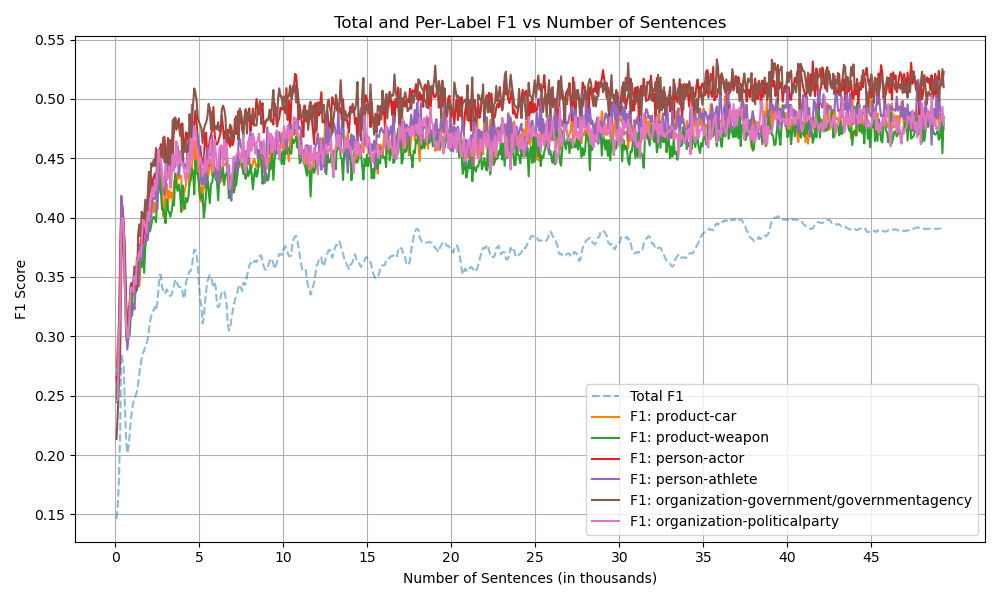 Total and Per-Label F1 vs Number of Sentences
F1 Score
0.55
0.50
0.45
0.40
0.35
0.30
0.25
0.20
0.15
Total F1
F1: product-car
F1: product-weapon
F1: person-actor
F1: person-athlete
F1: organization-government/governmentagency
F1: organization-politicalparty
0 5 10 15 20 25 30 35 40 45
Number of Sentences (in thousands)